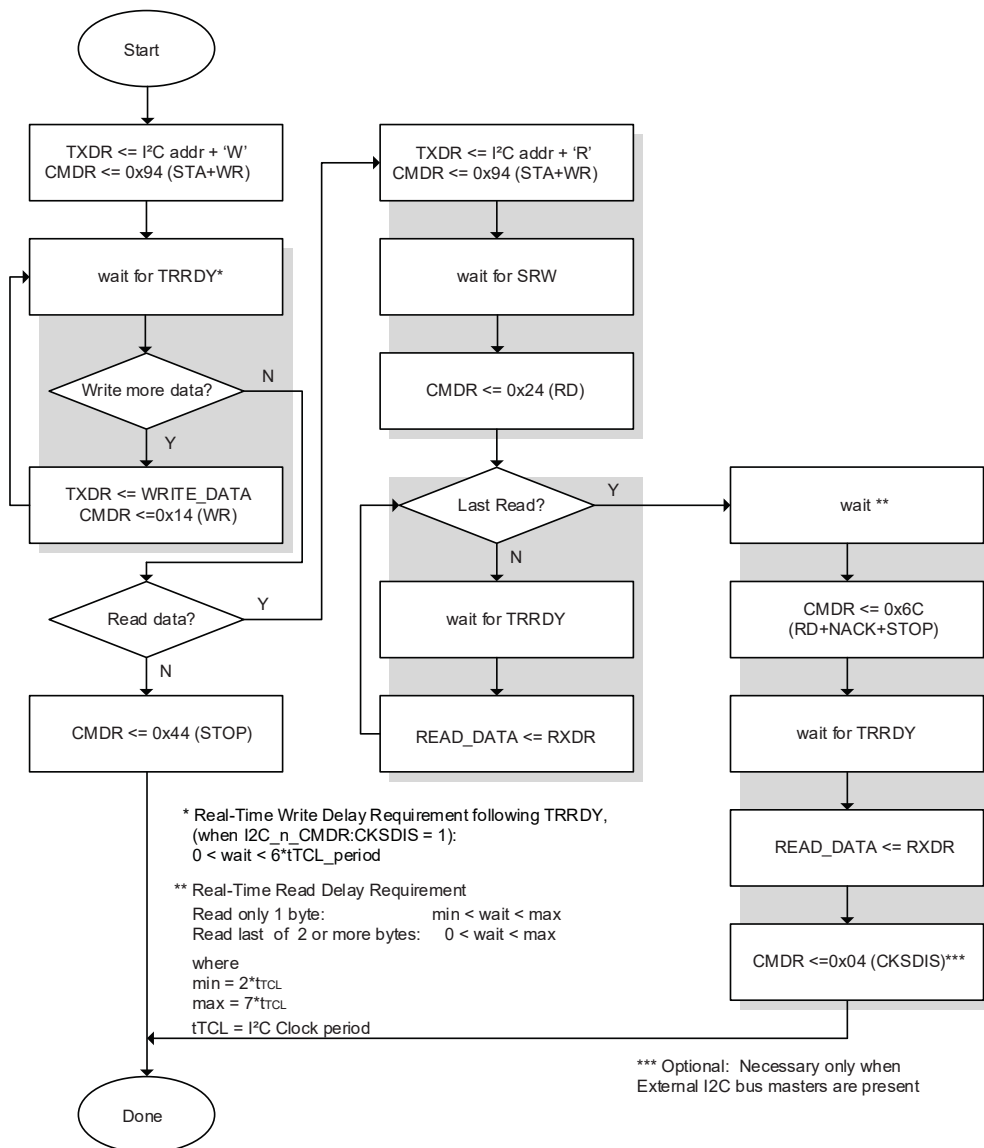 Start
TXDR <= I²C addr + ‘W’
CMDR <= 0x94 (STA+WR)
wait for TRRDY*
Write more data?
N
Y
TXDR <= WRITE_DATA
CMDR <=0x14 (WR)
Read data?
Y
N
CMDR <= 0x44 (STOP)
TXDR <= I²C addr + ‘R’
CMDR <= 0x94 (STA+WR)
wait for SRW
CMDR <= 0x24 (RD)
Last Read?
Y
N
wait for TRRDY
READ_DATA <= RXDR
wait **
CMDR <= 0x6C
(RD+NACK+STOP)
wait for TRRDY
READ_DATA <= RXDR
CMDR <=0x04 (CKSDIS)***
* Real-Time Write Delay Requirement following TRRDY,
(when I2C_n_CMDR:CKSDIS = 1):
0 < wait < 6*tTCL_period
** Real-Time Read Delay Requirement
Read only 1 byte: min < wait < max
Read last of 2 or more bytes: 0 < wait < max
where
min = 2*tTCL
max = 7*tTCL
tTCL = I²C Clock period
*** Optional: Necessary only when
External I2C bus masters are present
Done